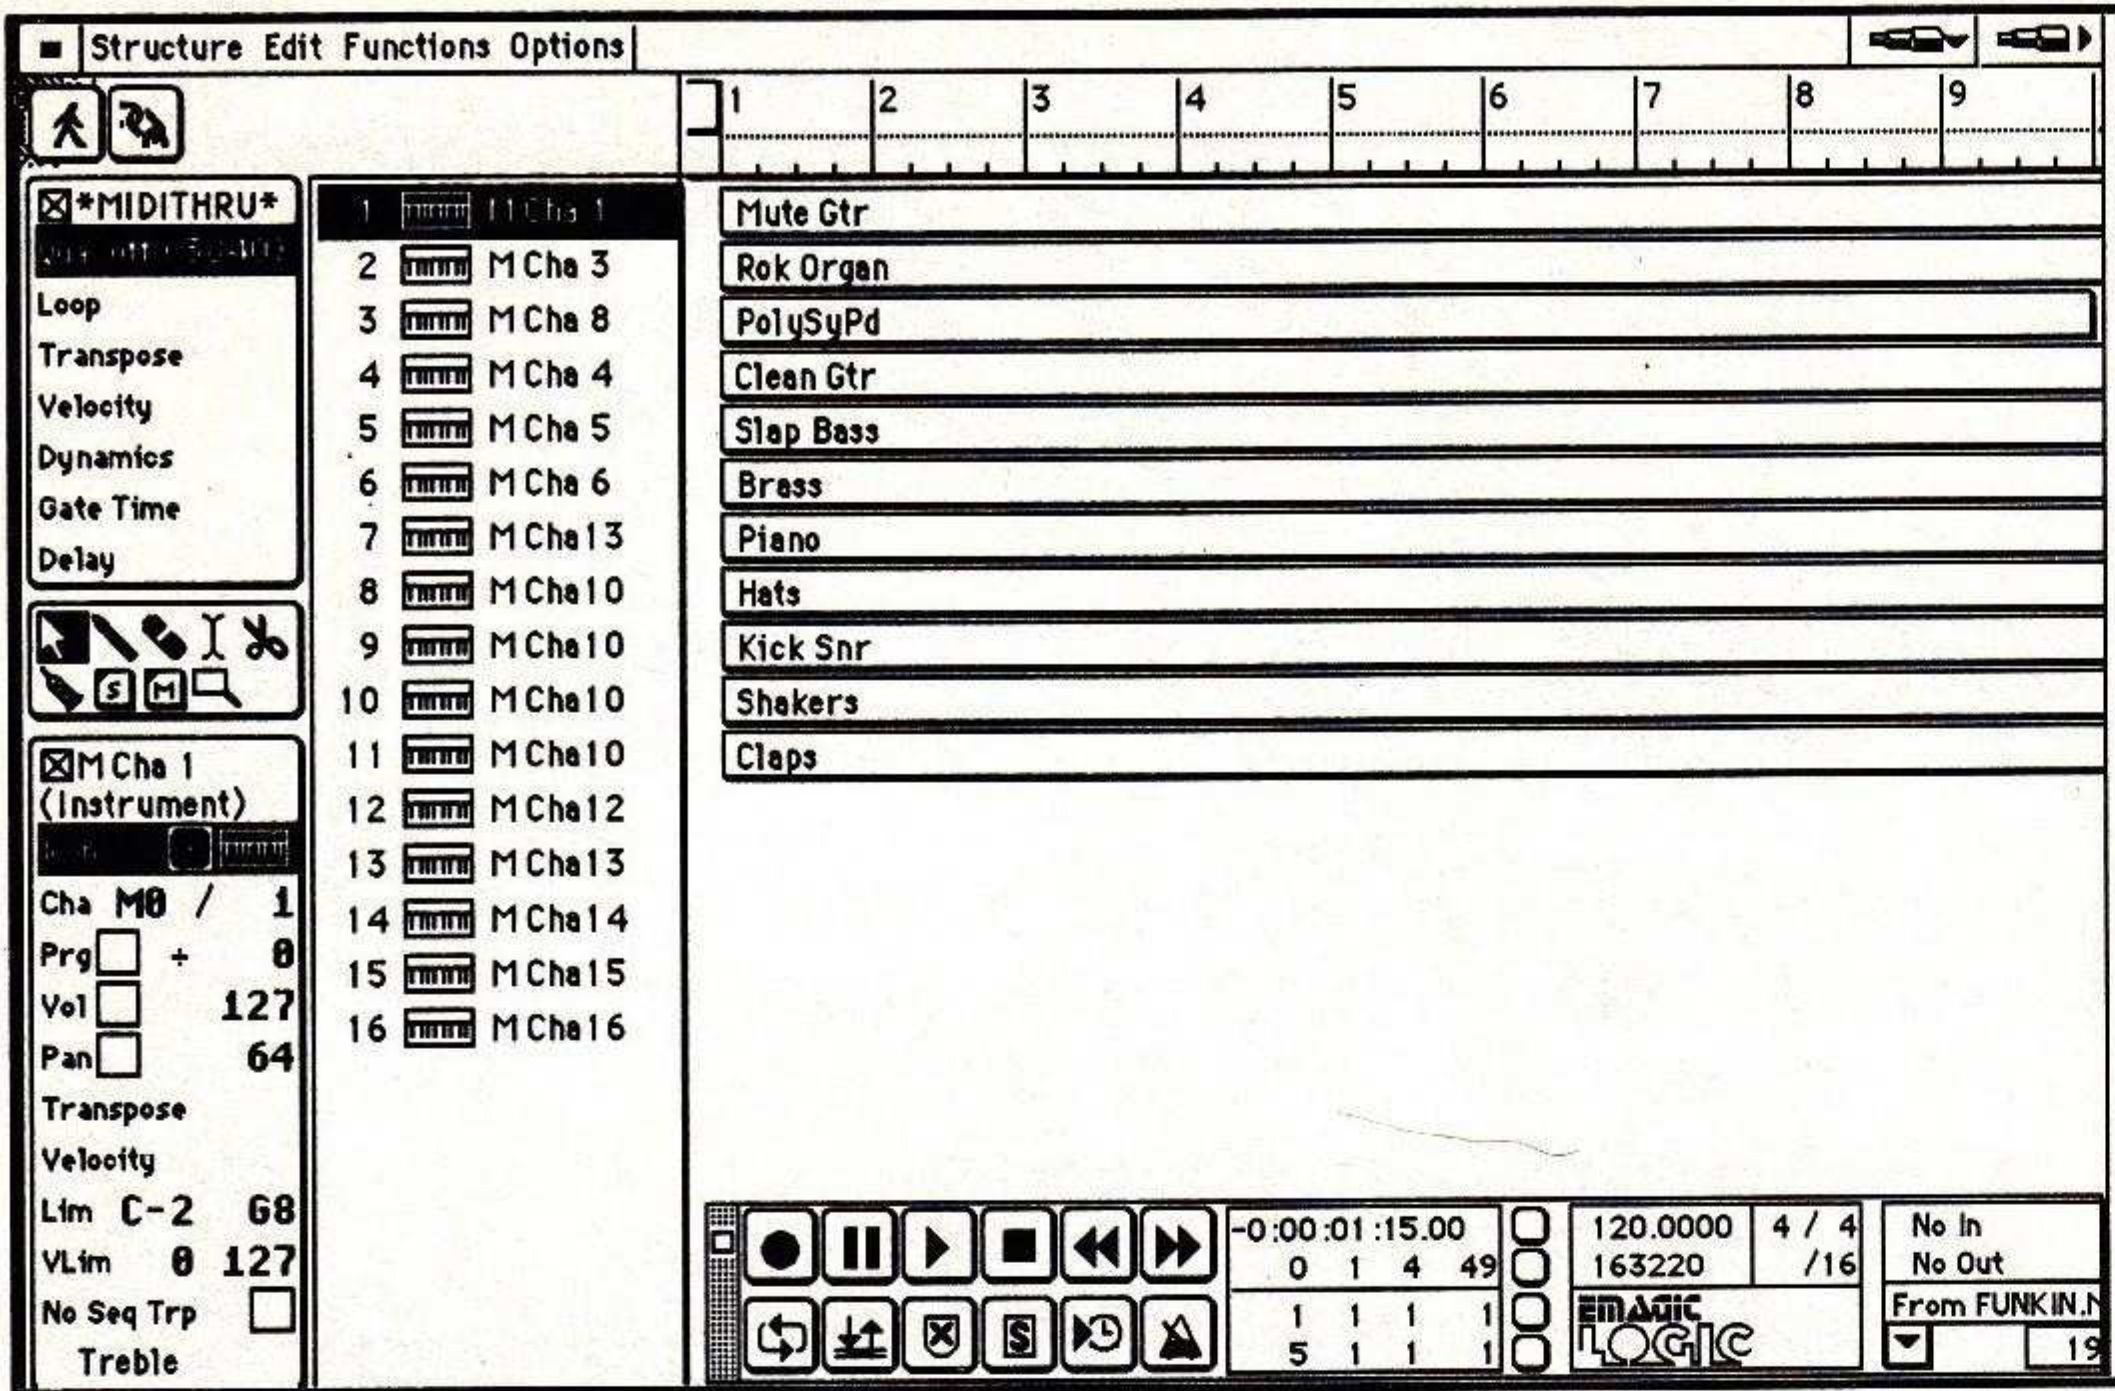 Structure Edit Functions Options
1 2 3 4 5 6 7 8 9
*MIDITHRU*
Loop
Transpose
Velocity
Dynamics
Gate Time
Delay
S M
M Cha 1
(Instrument)
Cha M0 / 1
Prg ÷ 0
Vol 127
Pan 64
Transpose
Velocity
Lim C-2 G8
VLim 0 127
No Seq Trp
Treble
1 M Cha 1
2 M Cha 3
3 M Cha 8
4 M Cha 4
5 M Cha 5
6 M Cha 6
7 M Cha13
8 M Cha10
9 M Cha10
10 M Cha10
11 M Cha10
12 M Cha12
13 M Cha13
14 M Cha14
15 M Cha15
16 M Cha16
Mute Gtr
Rok Organ
PolySyPd
Clean Gtr
Slap Bass
Brass
Piano
Hats
Kick Snr
Shakers
Claps
S
-0:00:01:15.00
0 1 4 49
1 1 1 1
5 1 1 1
120.0000 4 / 4
163220 /16
EMAGIC
LOGIC
No In
No Out
From FUNKIN.
19